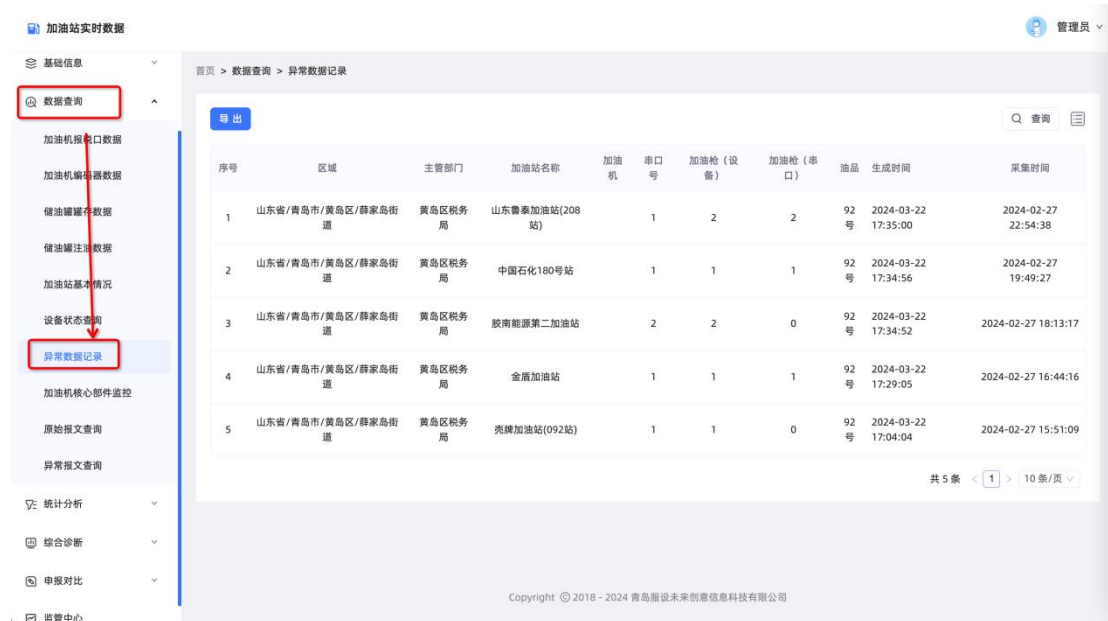 加油站实时数据
管理员
基础信息
首页 > 数据查询 > 异常数据记录
数据查询
导出
查询
加油机报税口数据
加油机编码器数据
储油罐罐存数据
储油罐注油数据
加油站基本情况
设备状态查询
异常数据记录
加油机核心部件监控
原始报文查询
异常报文查询
统计分析
综合诊断
申报对比
监管中心
序号 区域 主管部门 加油站名称 加油机 串口号 加油枪（设备） 加油枪（串口） 油品 生成时间 采集时间
1 山东省/青岛市/黄岛区/薛家岛街道 黄岛区税务局 山东鲁泰加油站(208站) 1 2 2 92号 2024-03-22 17:35:00 2024-02-27 22:54:38
2 山东省/青岛市/黄岛区/薛家岛街道 黄岛区税务局 中国石化180号站 1 1 1 92号 2024-03-22 17:34:56 2024-02-27 19:49:27
3 山东省/青岛市/黄岛区/薛家岛街道 黄岛区税务局 胶南能源第二加油站 2 2 0 92号 2024-03-22 17:34:52 2024-02-27 18:13:17
4 山东省/青岛市/黄岛区/薛家岛街道 黄岛区税务局 金盾加油站 1 1 1 92号 2024-03-22 17:29:05 2024-02-27 16:44:16
5 山东省/青岛市/黄岛区/薛家岛街道 黄岛区税务局 壳牌加油站(092站) 1 1 0 92号 2024-03-22 17:04:04 2024-02-27 15:51:09
共 5 条 < 1 > 10 条/页
Copyright © 2018 - 2024 青岛服设未来创意信息科技有限公司